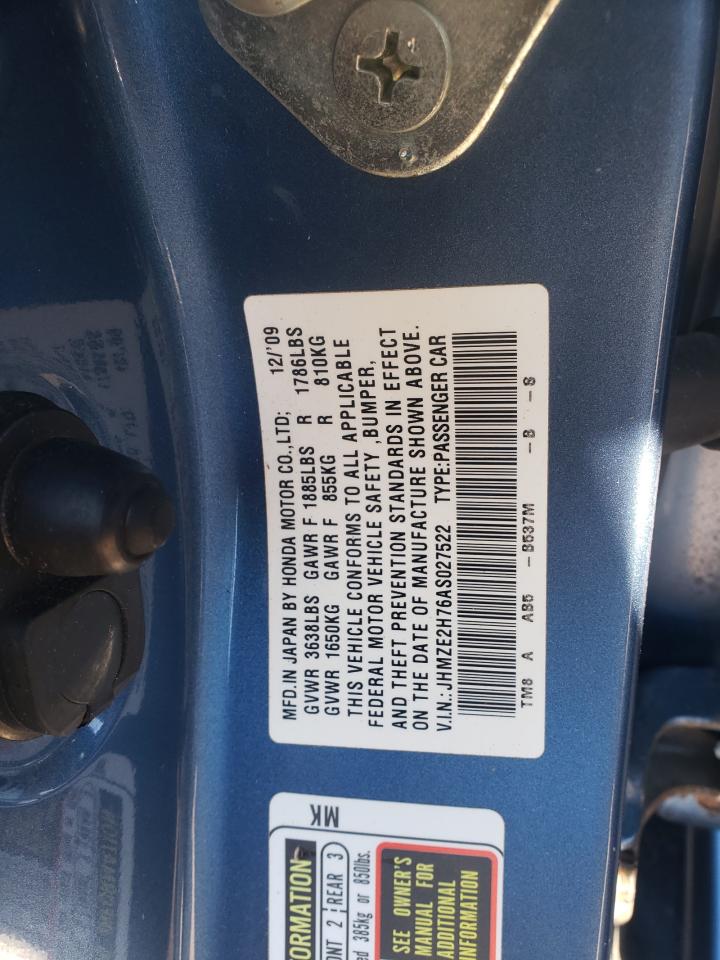 MFD.IN JAPAN BY HONDA MOTOR CO.,LTD; 12/'09
GVWR 3638LBS GAWR F 1885LBS R 1786LBS
GVWR 1650KG GAWR F 855KG R 810KG
THIS VEHICLE CONFORMS TO ALL APPLICABLE
FEDERAL MOTOR VEHICLE SAFETY ,BUMPER,
AND THEFT PREVENTION STANDARDS IN EFFECT
ON THE DATE OF MANUFACTURE SHOWN ABOVE.
V.I.N.:JHMZE2H76AS027522 TYPE:PASSENGER CAR
TM8 A AB5 -B537M -B -S
MK
ORMATION
ONT 2 REAR 3
ed 385kg or 850lbs.
SEE OWNER'S
MANUAL FOR
ADDITIONAL
INFORMATION